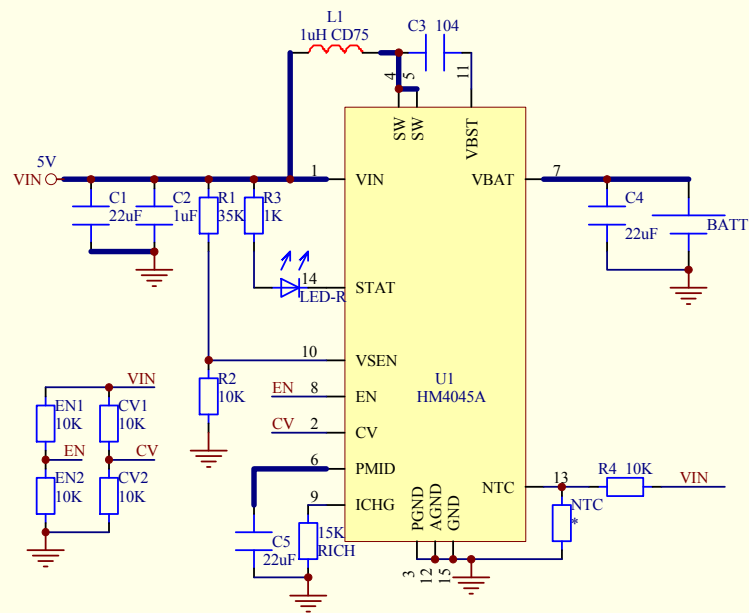 L1
1uH CD75
C3 104
4
5
11
SW
SW
VBST
5V
VIN
1
VIN
VBAT
7
C1
22uF
C2
1uF
R1
35K
R3
1K
C4
22uF
BATT
14
STAT
LED-R
10
VSEN
R2
10K
U1
HM4045A
EN
8
EN
CV
2
CV
VIN
EN1
10K
CV1
10K
EN
CV
EN2
10K
CV2
10K
6
PMID
NTC
13
R4 10K
VIN
9
ICHG
NTC
*
15K
RICH
C5
22uF
PGND
AGND
GND
3
12
15